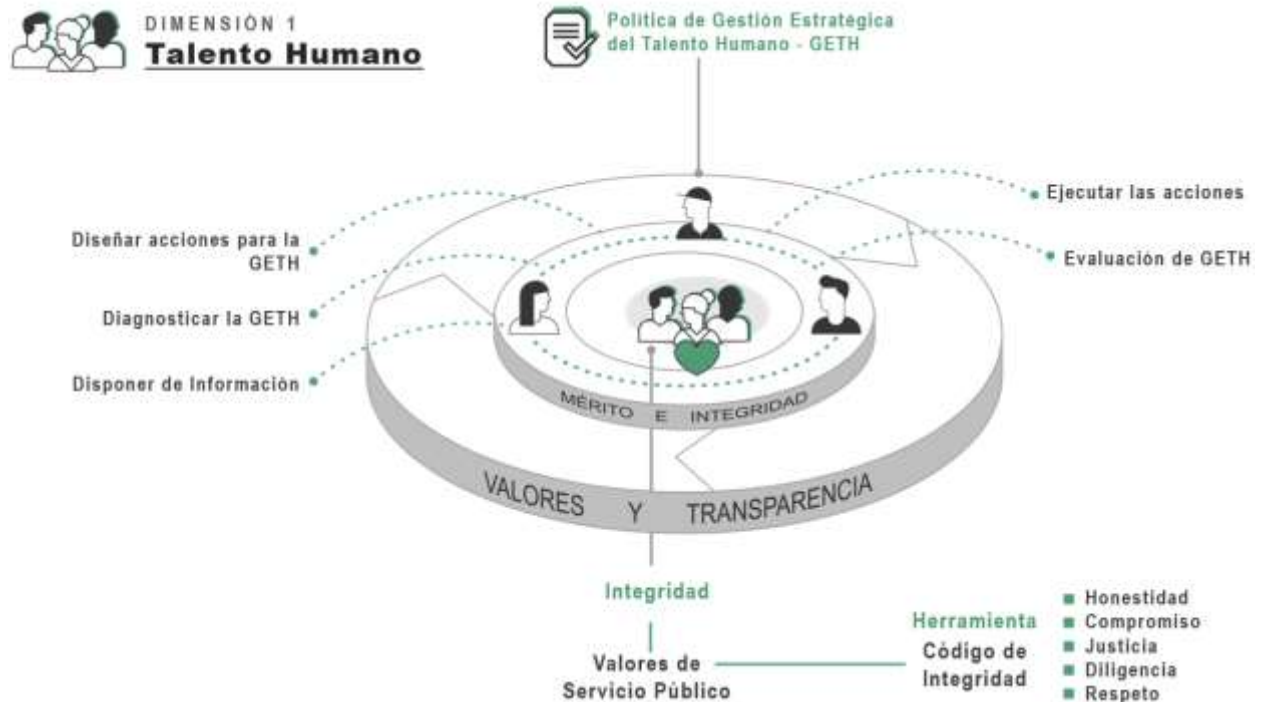 DIMENSIÓN 1
Talento Humano
Política de Gestión Estratégica
del Talento Humano - GETH
Ejecutar las acciones
Diseñar acciones para la
GETH
Evaluación de GETH
Diagnosticar la GETH
Disponer de Información
MÉRITO E INTEGRIDAD
VALORES Y TRANSPARENCIA
Integridad
Valores de
Servicio Público
Herramienta
Código de
Integridad
Honestidad
Compromiso
Justicia
Diligencia
Respeto